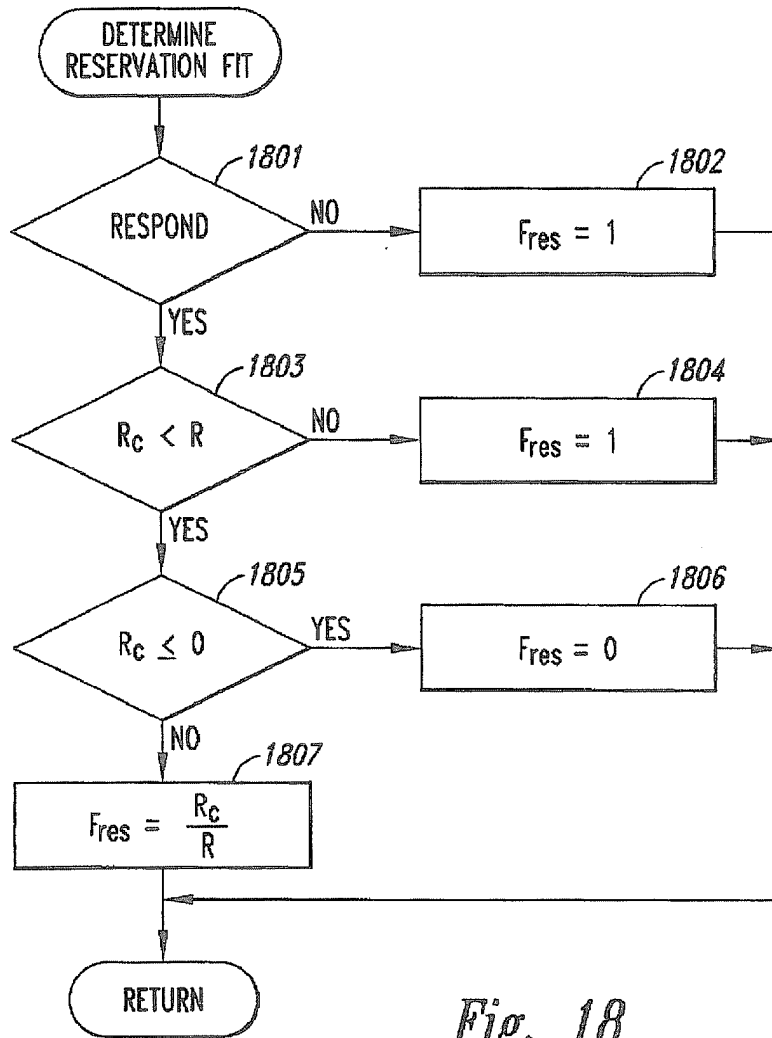 DETERMINE
RESERVATION FIT
1801
RESPOND
NO
1802
Fres = 1
YES
1803
Rc < R
NO
1804
Fres = 1
YES
1805
Rc ≤ 0
YES
1806
Fres = 0
NO
1807
Fres = Rc
R
RETURN
Fig. 18